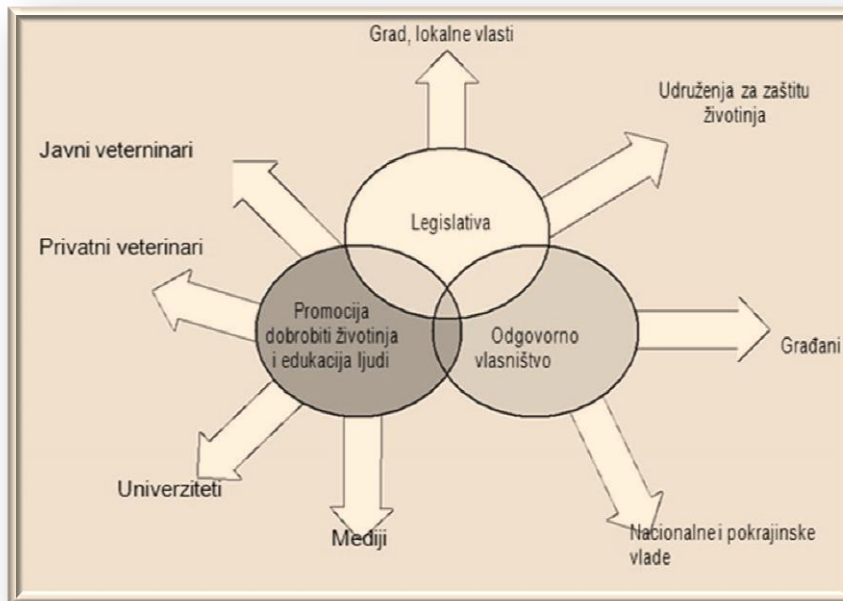 Grad, lokalne vlasti
Udruženja za zaštitu
životinja
Javni veterninari
Legislativa
Privatni veterinari
Promocija
dobrobiti životinja
i edukacija ljudi
Odgovorno
vlasništvo
Građani
Univerziteti
Mediji
Nacionalne i pokrajinske
vlade